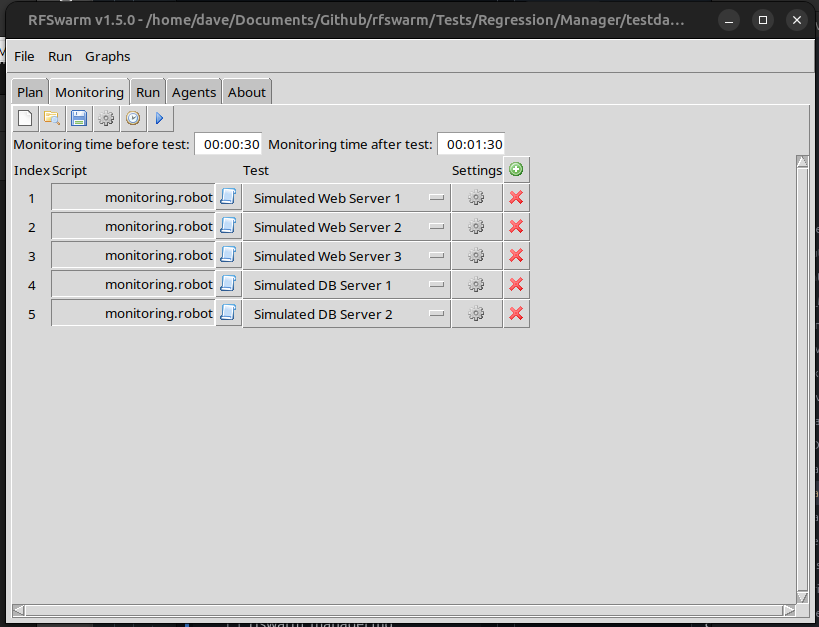 RFSwarm v1.5.0 - /home/dave/Documents/Github/rfswarm/Tests/Regression/Manager/testda...
File Run Graphs
Plan Monitoring Run Agents About
Monitoring time before test: 00:00:30 Monitoring time after test: 00:01:30
Index Script Test Settings
1 monitoring.robot Simulated Web Server 1
2 monitoring.robot Simulated Web Server 2
3 monitoring.robot Simulated Web Server 3
4 monitoring.robot Simulated DB Server 1
5 monitoring.robot Simulated DB Server 2